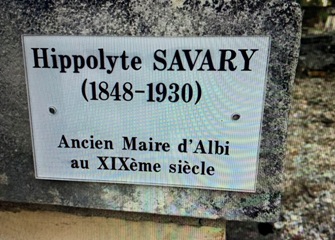 Hippolyte SAVARY
(1848-1930)
Ancien Maire d'Albi
au XIXème siècle